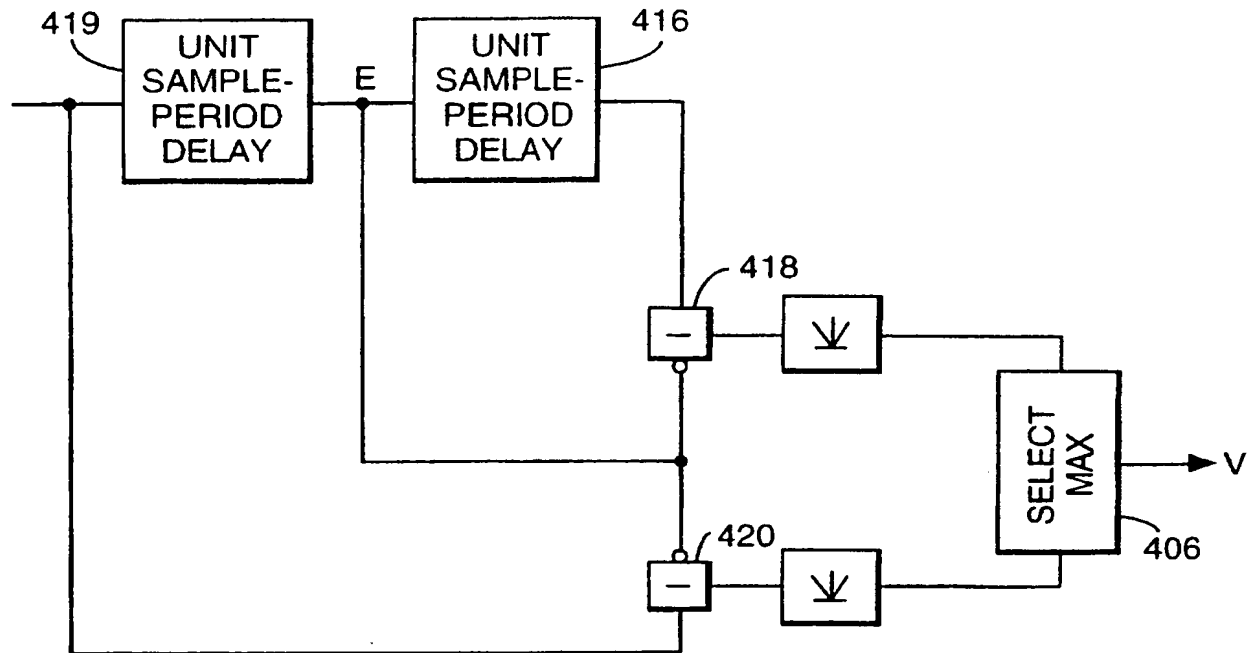 419
UNIT
SAMPLE-
PERIOD
DELAY
E
416
UNIT
SAMPLE-
PERIOD
DELAY
418
−
420
−
SELECT
MAX
406
V